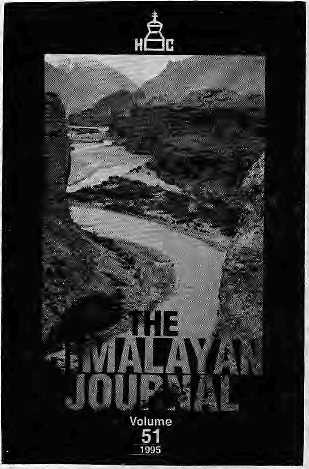 H C
THE
HIMALAYAN
JOURNAL
Volume
51
1995